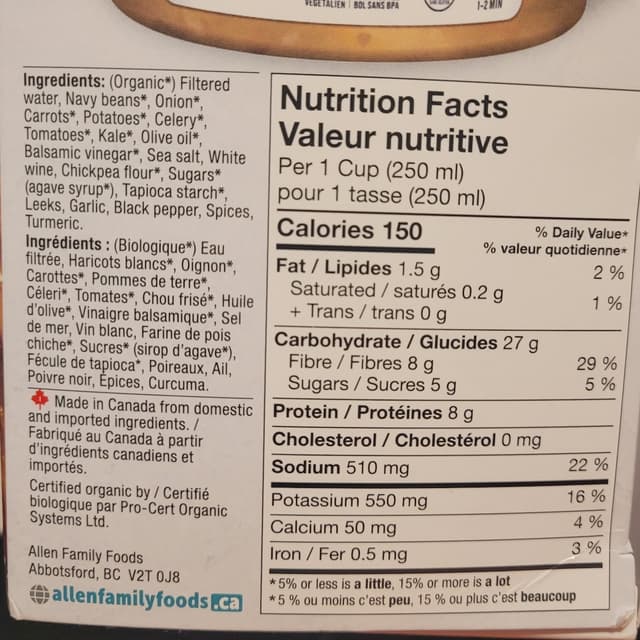 VÉGÉTALIEN | BOL SANS BPA
1-2 MIN
Ingredients: (Organic*) Filtered
water, Navy beans*, Onion*,
Carrots*, Potatoes*, Celery*,
Tomatoes*, Kale*, Olive oil*,
Balsamic vinegar*, Sea salt, White
wine, Chickpea flour*, Sugars*
(agave syrup*), Tapioca starch*,
Leeks, Garlic, Black pepper, Spices,
Turmeric.
Ingrédients : (Biologique*) Eau
filtrée, Haricots blancs*, Oignon*,
Carottes*, Pommes de terre*,
Céleri*, Tomates*, Chou frisé*, Huile
d'olive*, Vinaigre balsamique*, Sel
de mer, Vin blanc, Farine de pois
chiche*, Sucres* (sirop d'agave*),
Fécule de tapioca*, Poireaux, Ail,
Poivre noir, Épices, Curcuma.
Made in Canada from domestic
and imported ingredients. /
Fabriqué au Canada à partir
d'ingrédients canadiens et
importés.
Certified organic by / Certifié
biologique par Pro-Cert Organic
Systems Ltd.
Allen Family Foods
Abbotsford, BC V2T 0J8
allenfamilyfoods.ca
Nutrition Facts
Valeur nutritive
Per 1 Cup (250 ml)
pour 1 tasse (250 ml)
Calories 150 % Daily Value*
% valeur quotidienne*
Fat / Lipides 1.5 g 2 %
Saturated / saturés 0.2 g
+ Trans / trans 0 g 1 %
Carbohydrate / Glucides 27 g
Fibre / Fibres 8 g 29 %
Sugars / Sucres 5 g 5 %
Protein / Protéines 8 g
Cholesterol / Cholestérol 0 mg
Sodium 510 mg 22 %
Potassium 550 mg 16 %
Calcium 50 mg 4 %
Iron / Fer 0.5 mg 3 %
*5% or less is a little, 15% or more is a lot
*5 % ou moins c'est peu, 15 % ou plus c'est beaucoup